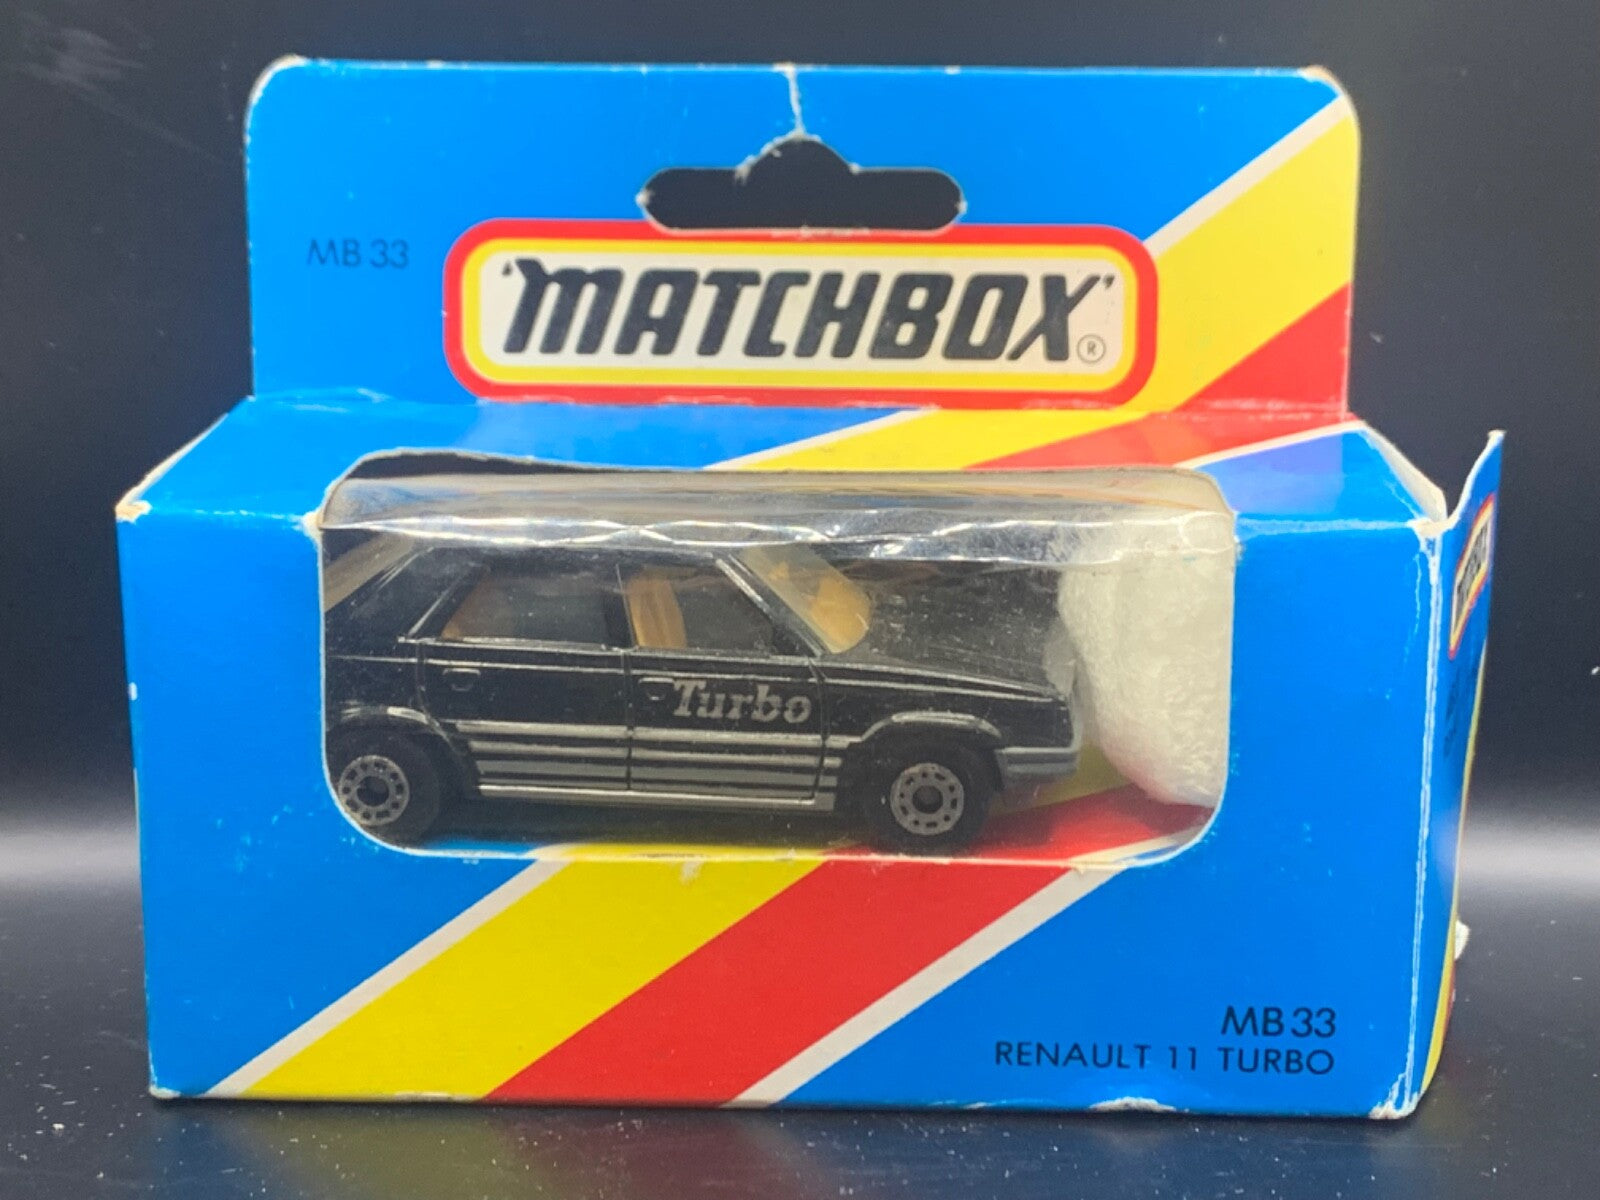 MB 33
'MATCHBOX'®
Turbo
MB 33
RENAULT 11 TURBO